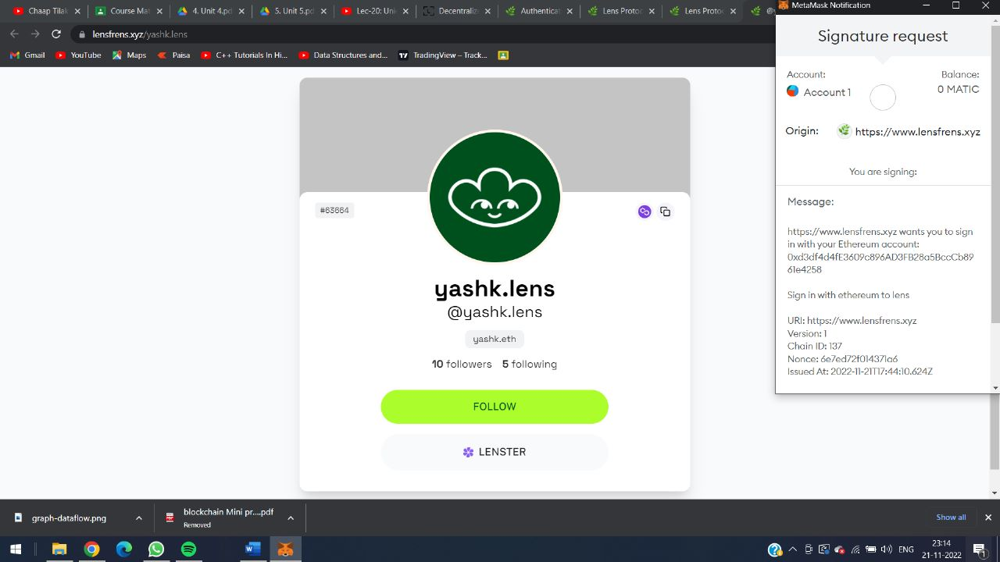 Chaap Tilak
Course Mat
4. Unit 4.pd
5. Unit 5.pd
Lec-20: Uni
Decentraliz
Authenticat
Lens Protoc
Lens Protoc
@y
MetaMask Notification
lensfrens.xyz/yashk.lens
Gmail
YouTube
Maps
Paisa
C++ Tutorials In Hi...
Data Structures and...
TradingView – Track...
Signature request
Account:
Balance:
Account 1
0 MATIC
Origin:
https://www.lensfrens.xyz
You are signing:
Message:
https://www.lensfrens.xyz wants you to sign
in with your Ethereum account:
0xd3df4d4fE3609c896AD3FB28a5BccCb89
61e4258
Sign in with ethereum to lens
URI: https://www.lensfrens.xyz
Version: 1
Chain ID: 137
Nonce: 6e7ed72f014371a6
Issued At: 2022-11-21T17:44:10.624Z
#63664
yashk.lens
@yashk.lens
yashk.eth
10 followers 5 following
FOLLOW
LENSTER
graph-dataflow.png
blockchain Mini pr....pdf
Removed
Show all
ENG
23:14
21-11-2022
1